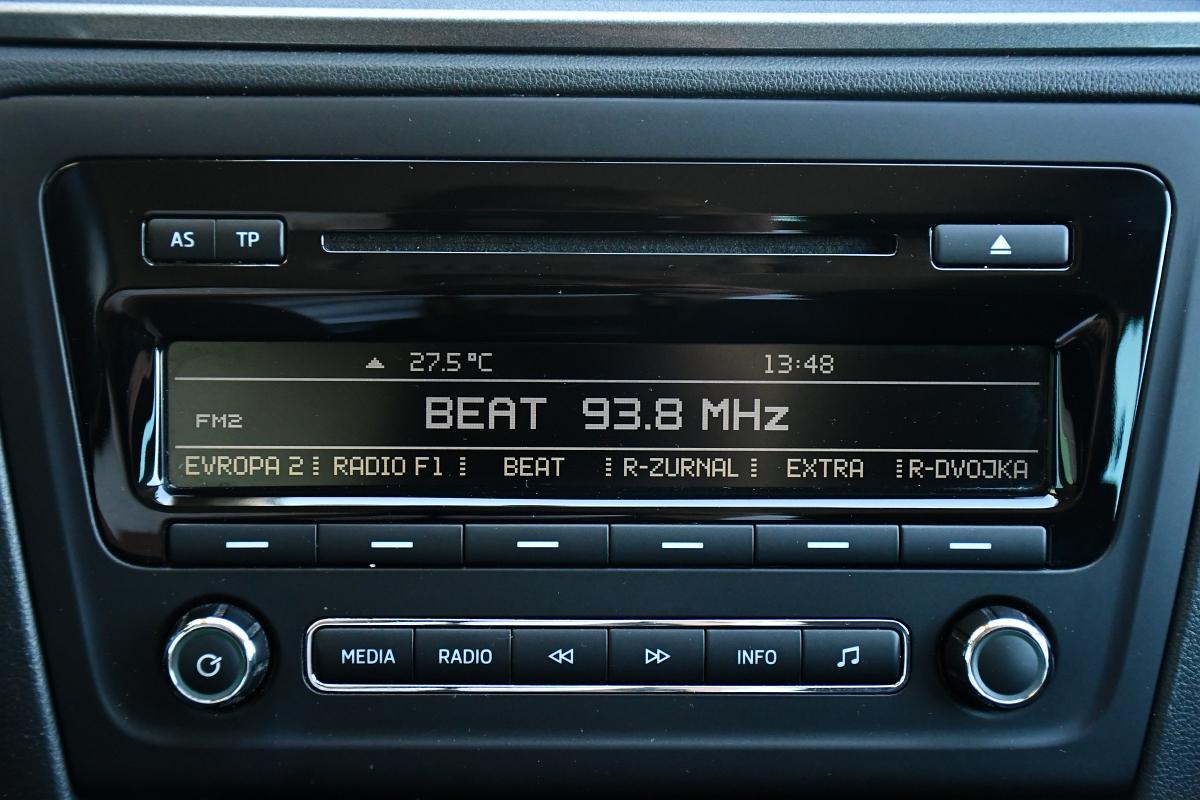 AS TP
27.5°C 13:48
FM2 BEAT 93.8 MHz
EVROPA 2 RADIO F1 BEAT R-ZURNAL EXTRA R-DVOJKA
MEDIA RADIO INFO